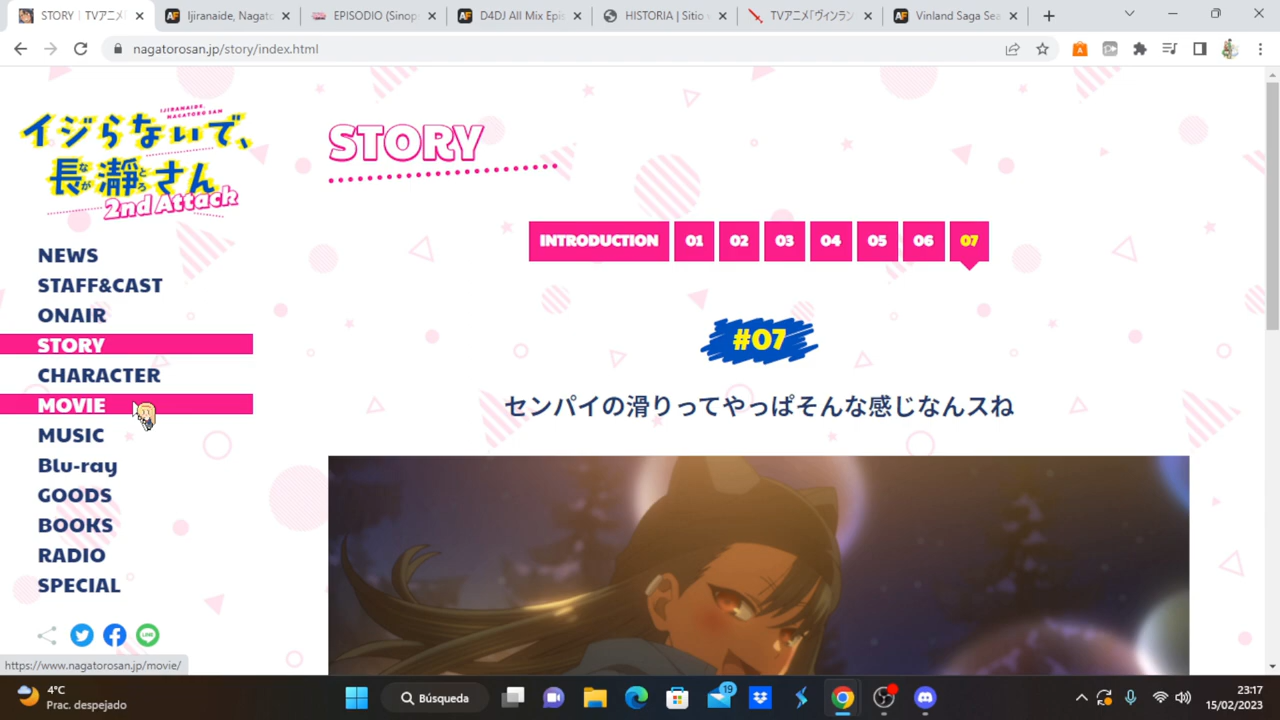 STORY | TVアニメ
Ijiranaide, Nagato
EPISODIO (Sinop
D4DJ All Mix Epis
HISTORIA | Sitio v
TVアニメ「ヴィンラン
Vinland Saga Sea
nagatorosan.jp/story/index.html
IJIRANAIDE, NAGATORO SAN
イジらないで、
長瀞さん
なが とろ
2nd Attack
STORY
INTRODUCTION 01 02 03 04 05 06 07
NEWS
STAFF&CAST
ONAIR
STORY
CHARACTER
MOVIE
MUSIC
Blu-ray
GOODS
BOOKS
RADIO
SPECIAL
LINE
#07
センパイの滑りってやっぱそんな感じなんスね
https://www.nagatorosan.jp/movie/
4°C
Prac. despejado
Búsqueda
19
23:17
15/02/2023